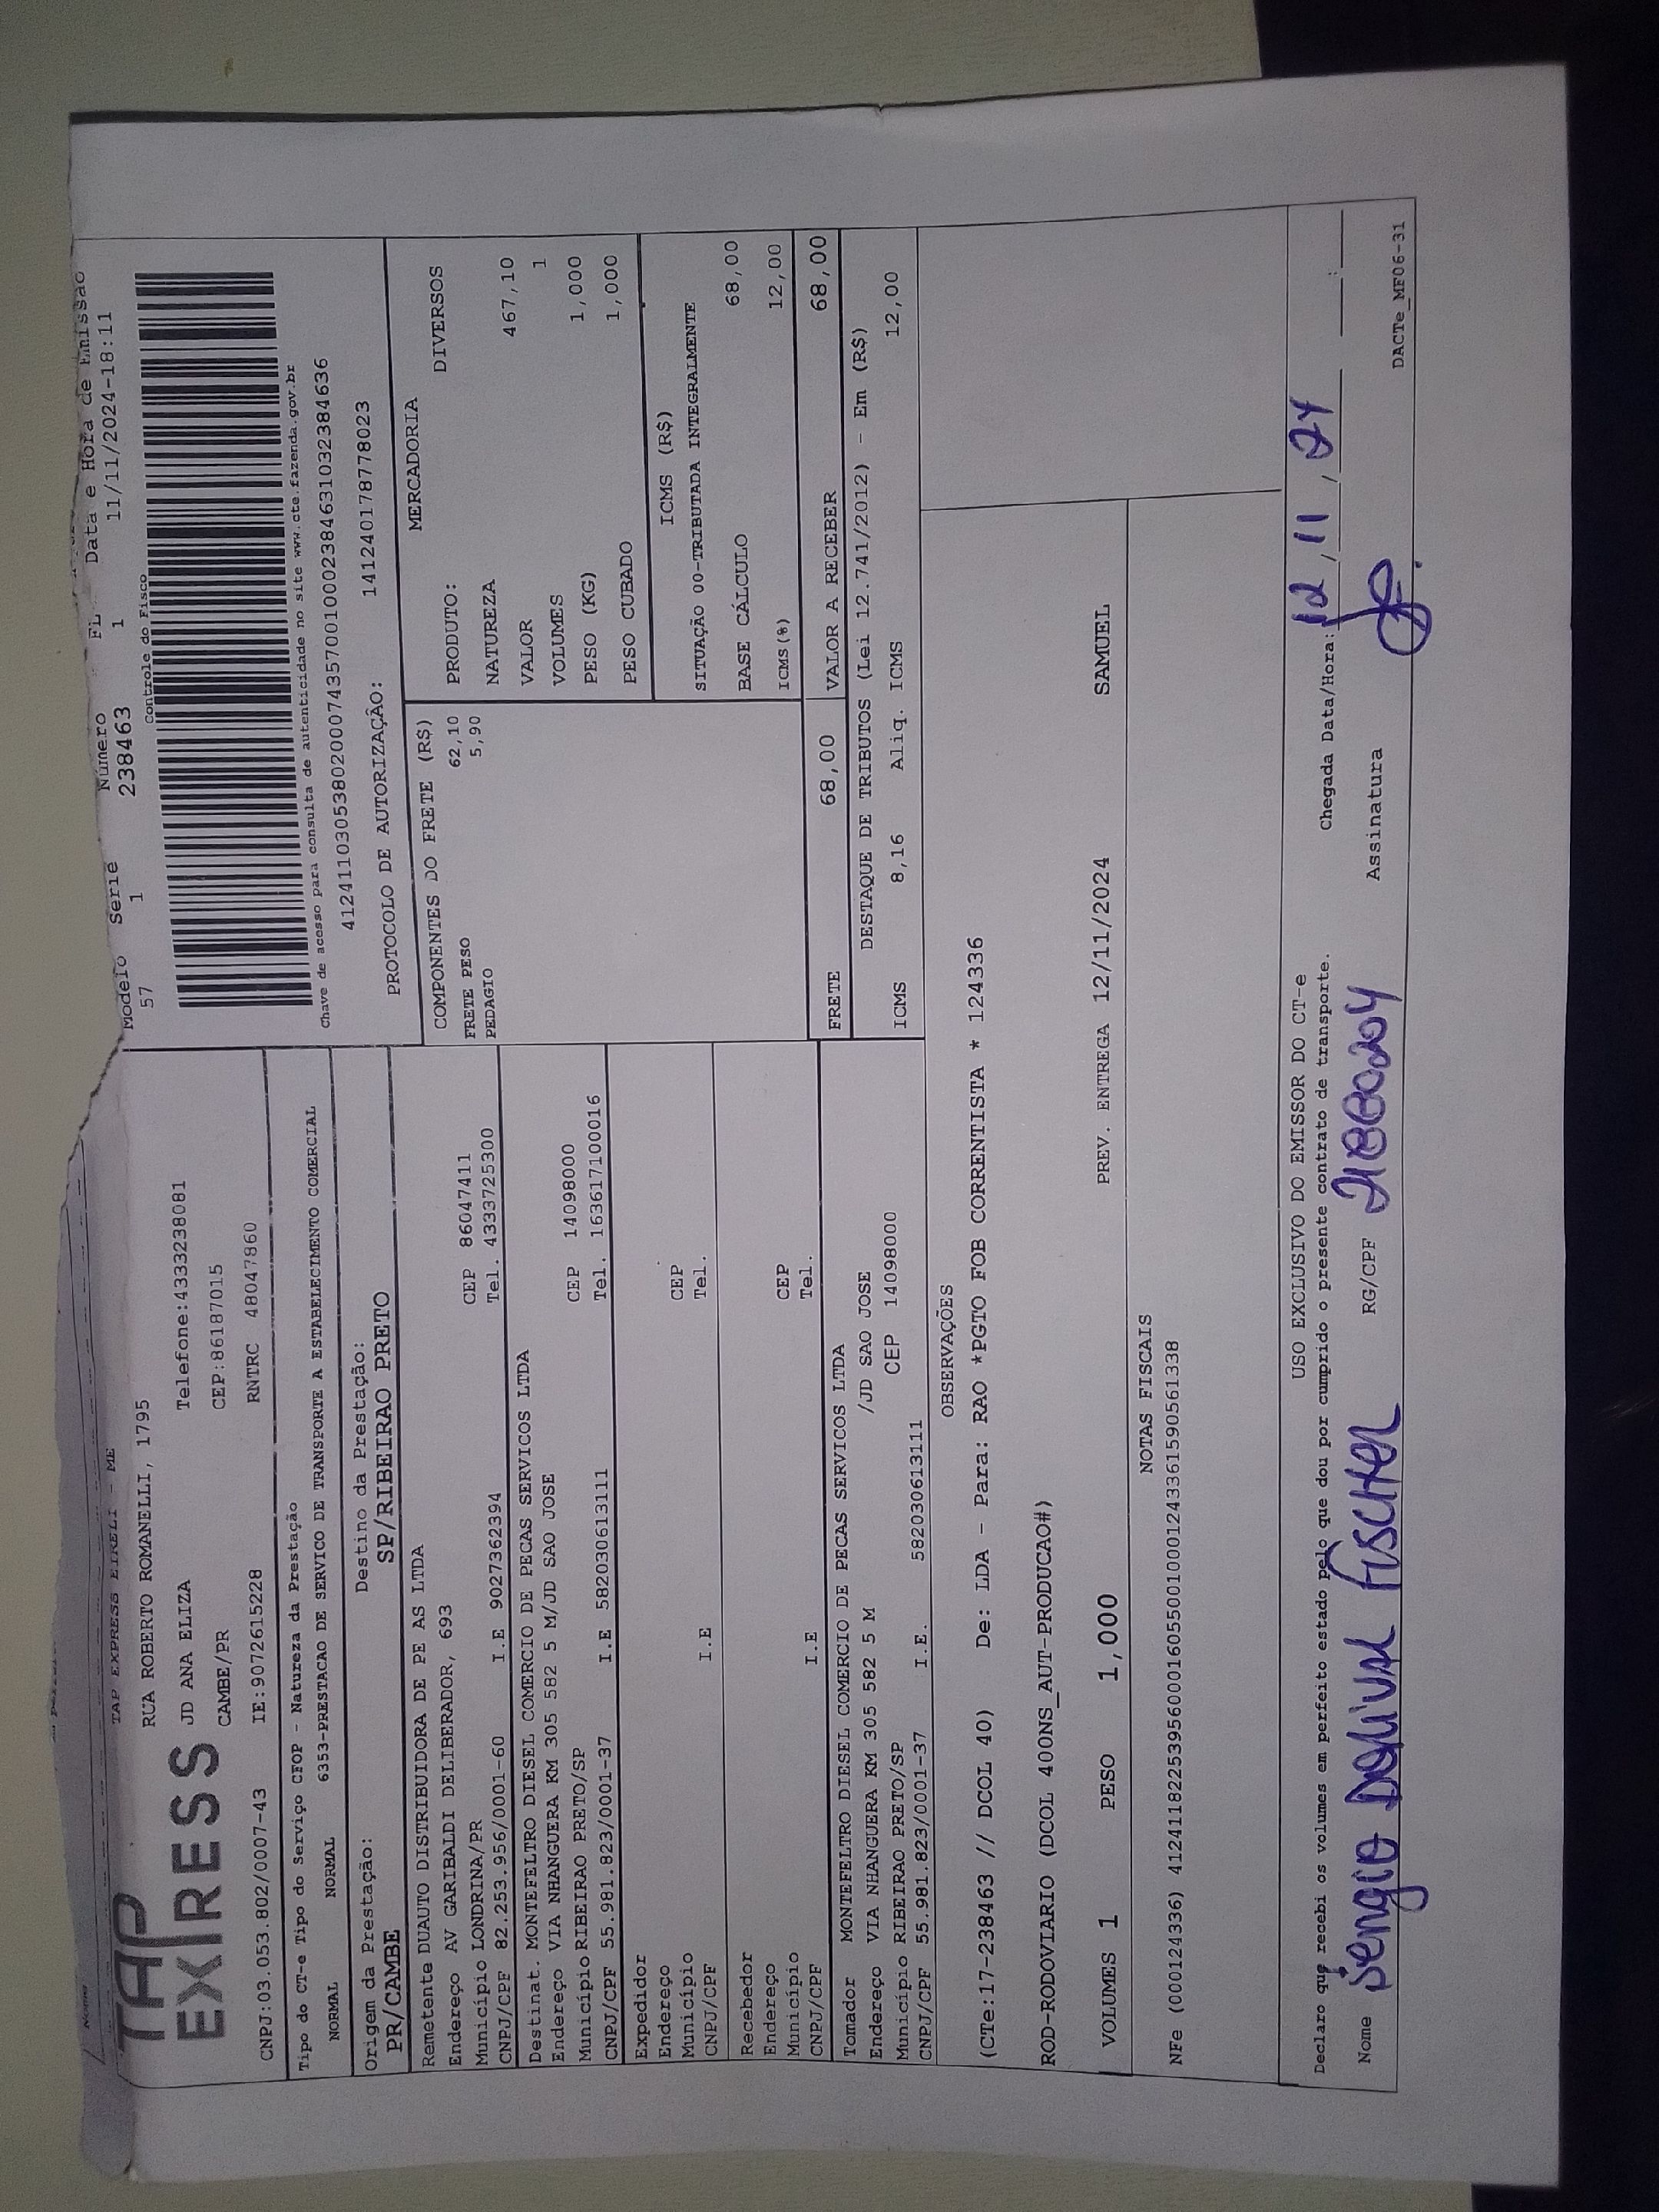 TAP EXPRESS EIRELI - ME
TAP
EXPRESS
RUA ROBERTO ROMANELLI, 1795
JD ANA ELIZA Telefone:4333238081
CAMBE/PR CEP:86187015
CNPJ:03.053.802/0007-43 IE:9072615228 RNTRC 48047860
Modelo Serie Número FL. Data e Hora de Emissão
57 1 238463 1 11/11/2024-18:11
Controle do Fisco
Chave de acesso para consulta de autenticidade no site www.cte.fazenda.gov.br
41241103053802000743570010002384631032384636
PROTOCOLO DE AUTORIZAÇÃO: 141240178778023
Tipo do CT-e Tipo do Serviço CFOP - Natureza da Prestação
NORMAL NORMAL 6353-PRESTACAO DE SERVICO DE TRANSPORTE A ESTABELECIMENTO COMERCIAL
Origem da Prestação: Destino da Prestação:
PR/CAMBE SP/RIBEIRAO PRETO
Remetente DUAUTO DISTRIBUIDORA DE PE AS LTDA
Endereço AV GARIBALDI DELIBERADOR, 693
Município LONDRINA/PR CEP 86047411
CNPJ/CPF 82.253.956/0001-60 I.E 9027362394 Tel. 4333725300
Destinat. MONTEFELTRO DIESEL COMERCIO DE PECAS SERVICOS LTDA
Endereço VIA NHANGUERA KM 305 582 5 M/JD SAO JOSE
Município RIBEIRAO PRETO/SP CEP 14098000
CNPJ/CPF 55.981.823/0001-37 I.E 582030613111 Tel. 163617100016
Expedidor
Endereço
Município CEP
CNPJ/CPF I.E Tel.
Recebedor
Endereço
Município CEP
CNPJ/CPF I.E Tel.
Tomador MONTEFELTRO DIESEL COMERCIO DE PECAS SERVICOS LTDA
Endereço VIA NHANGUERA KM 305 582 5 M /JD SAO JOSE
Município RIBEIRAO PRETO/SP CEP 14098000
CNPJ/CPF 55.981.823/0001-37 I.E. 582030613111
COMPONENTES DO FRETE (R$)
FRETE PESO 62,10
PEDAGIO 5,90
MERCADORIA
PRODUTO: DIVERSOS
NATUREZA
VALOR 467,10
VOLUMES 1
PESO (KG) 1,000
PESO CUBADO 1,000
ICMS (R$)
SITUAÇÃO 00-TRIBUTADA INTEGRALMENTE
BASE CÁLCULO 68,00
ICMS(%) 12,00
FRETE 68,00 VALOR A RECEBER 68,00
DESTAQUE DE TRIBUTOS (Lei 12.741/2012) - Em (R$)
ICMS 8,16 Aliq. ICMS 12,00
OBSERVAÇÕES
(CTe:17-238463 // DCOL 40) De: LDA - Para: RAO *PGTO FOB CORRENTISTA * 124336
ROD-RODOVIARIO (DCOL 400NS_AUT-PRODUCAO#)
VOLUMES 1 PESO 1,000 PREV. ENTREGA 12/11/2024 SAMUEL
NOTAS FISCAIS
NFe (000124336) 41241182253956000160550010001243361590561338
USO EXCLUSIVO DO EMISSOR DO CT-e
Declaro que recebi os volumes em perfeito estado pelo que dou por cumprido o presente contrato de transporte. Chegada Data/Hora: 12/11/24 :
Nome Sergio Dorival Fischer RG/CPF Assinatura
DACTe_MF06-31